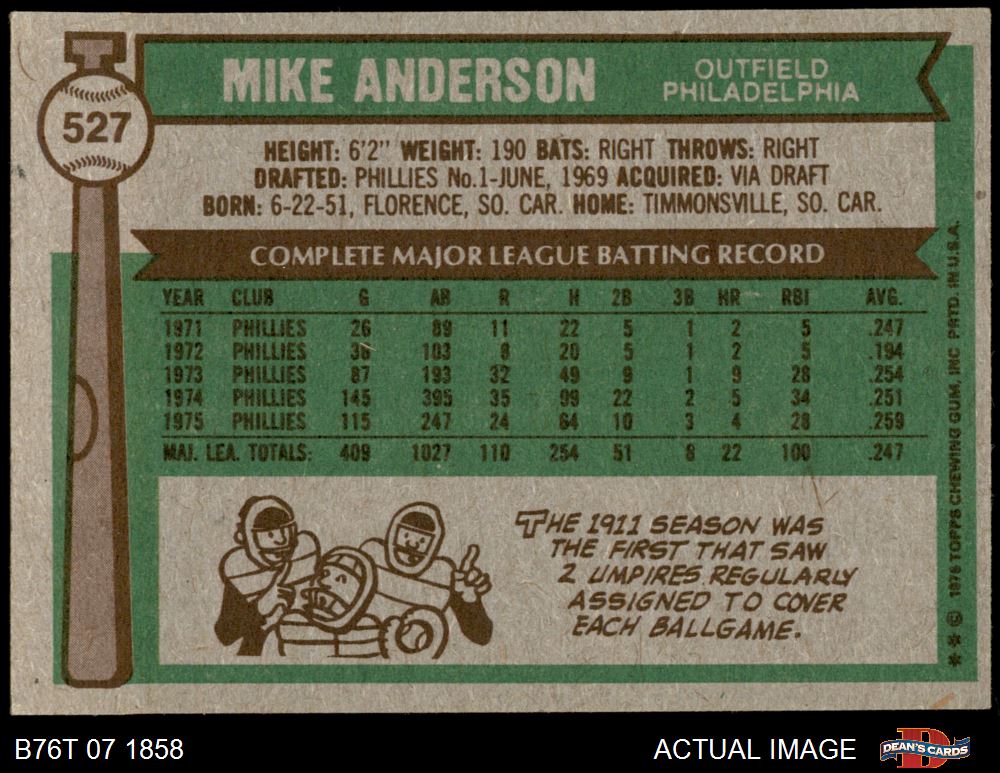 527
MIKE ANDERSON
OUTFIELD
PHILADELPHIA
HEIGHT: 6'2" WEIGHT: 190 BATS: RIGHT THROWS: RIGHT
DRAFTED: PHILLIES No.1-JUNE, 1969 ACQUIRED: VIA DRAFT
BORN: 6-22-51, FLORENCE, SO. CAR. HOME: TIMMONSVILLE, SO. CAR.
COMPLETE MAJOR LEAGUE BATTING RECORD
YEAR CLUB G AB R H 2B 3B HR RBI AVG.
1971 PHILLIES 26 89 11 22 5 1 2 5 .247
1972 PHILLIES 36 103 8 20 5 1 2 5 .194
1973 PHILLIES 87 193 32 49 9 1 9 28 .254
1974 PHILLIES 145 395 35 99 22 2 5 34 .251
1975 PHILLIES 115 247 24 64 10 3 4 28 .259
MAJ. LEA. TOTALS: 409 1027 110 254 51 8 22 100 .247
THE 1911 SEASON WAS
THE FIRST THAT SAW
2 UMPIRES REGULARLY
ASSIGNED TO COVER
EACH BALLGAME.
** © 1976 TOPPS CHEWING GUM, INC PRTD. IN U.S.A.
B76T 07 1858
ACTUAL IMAGE
DEAN'S CARDS